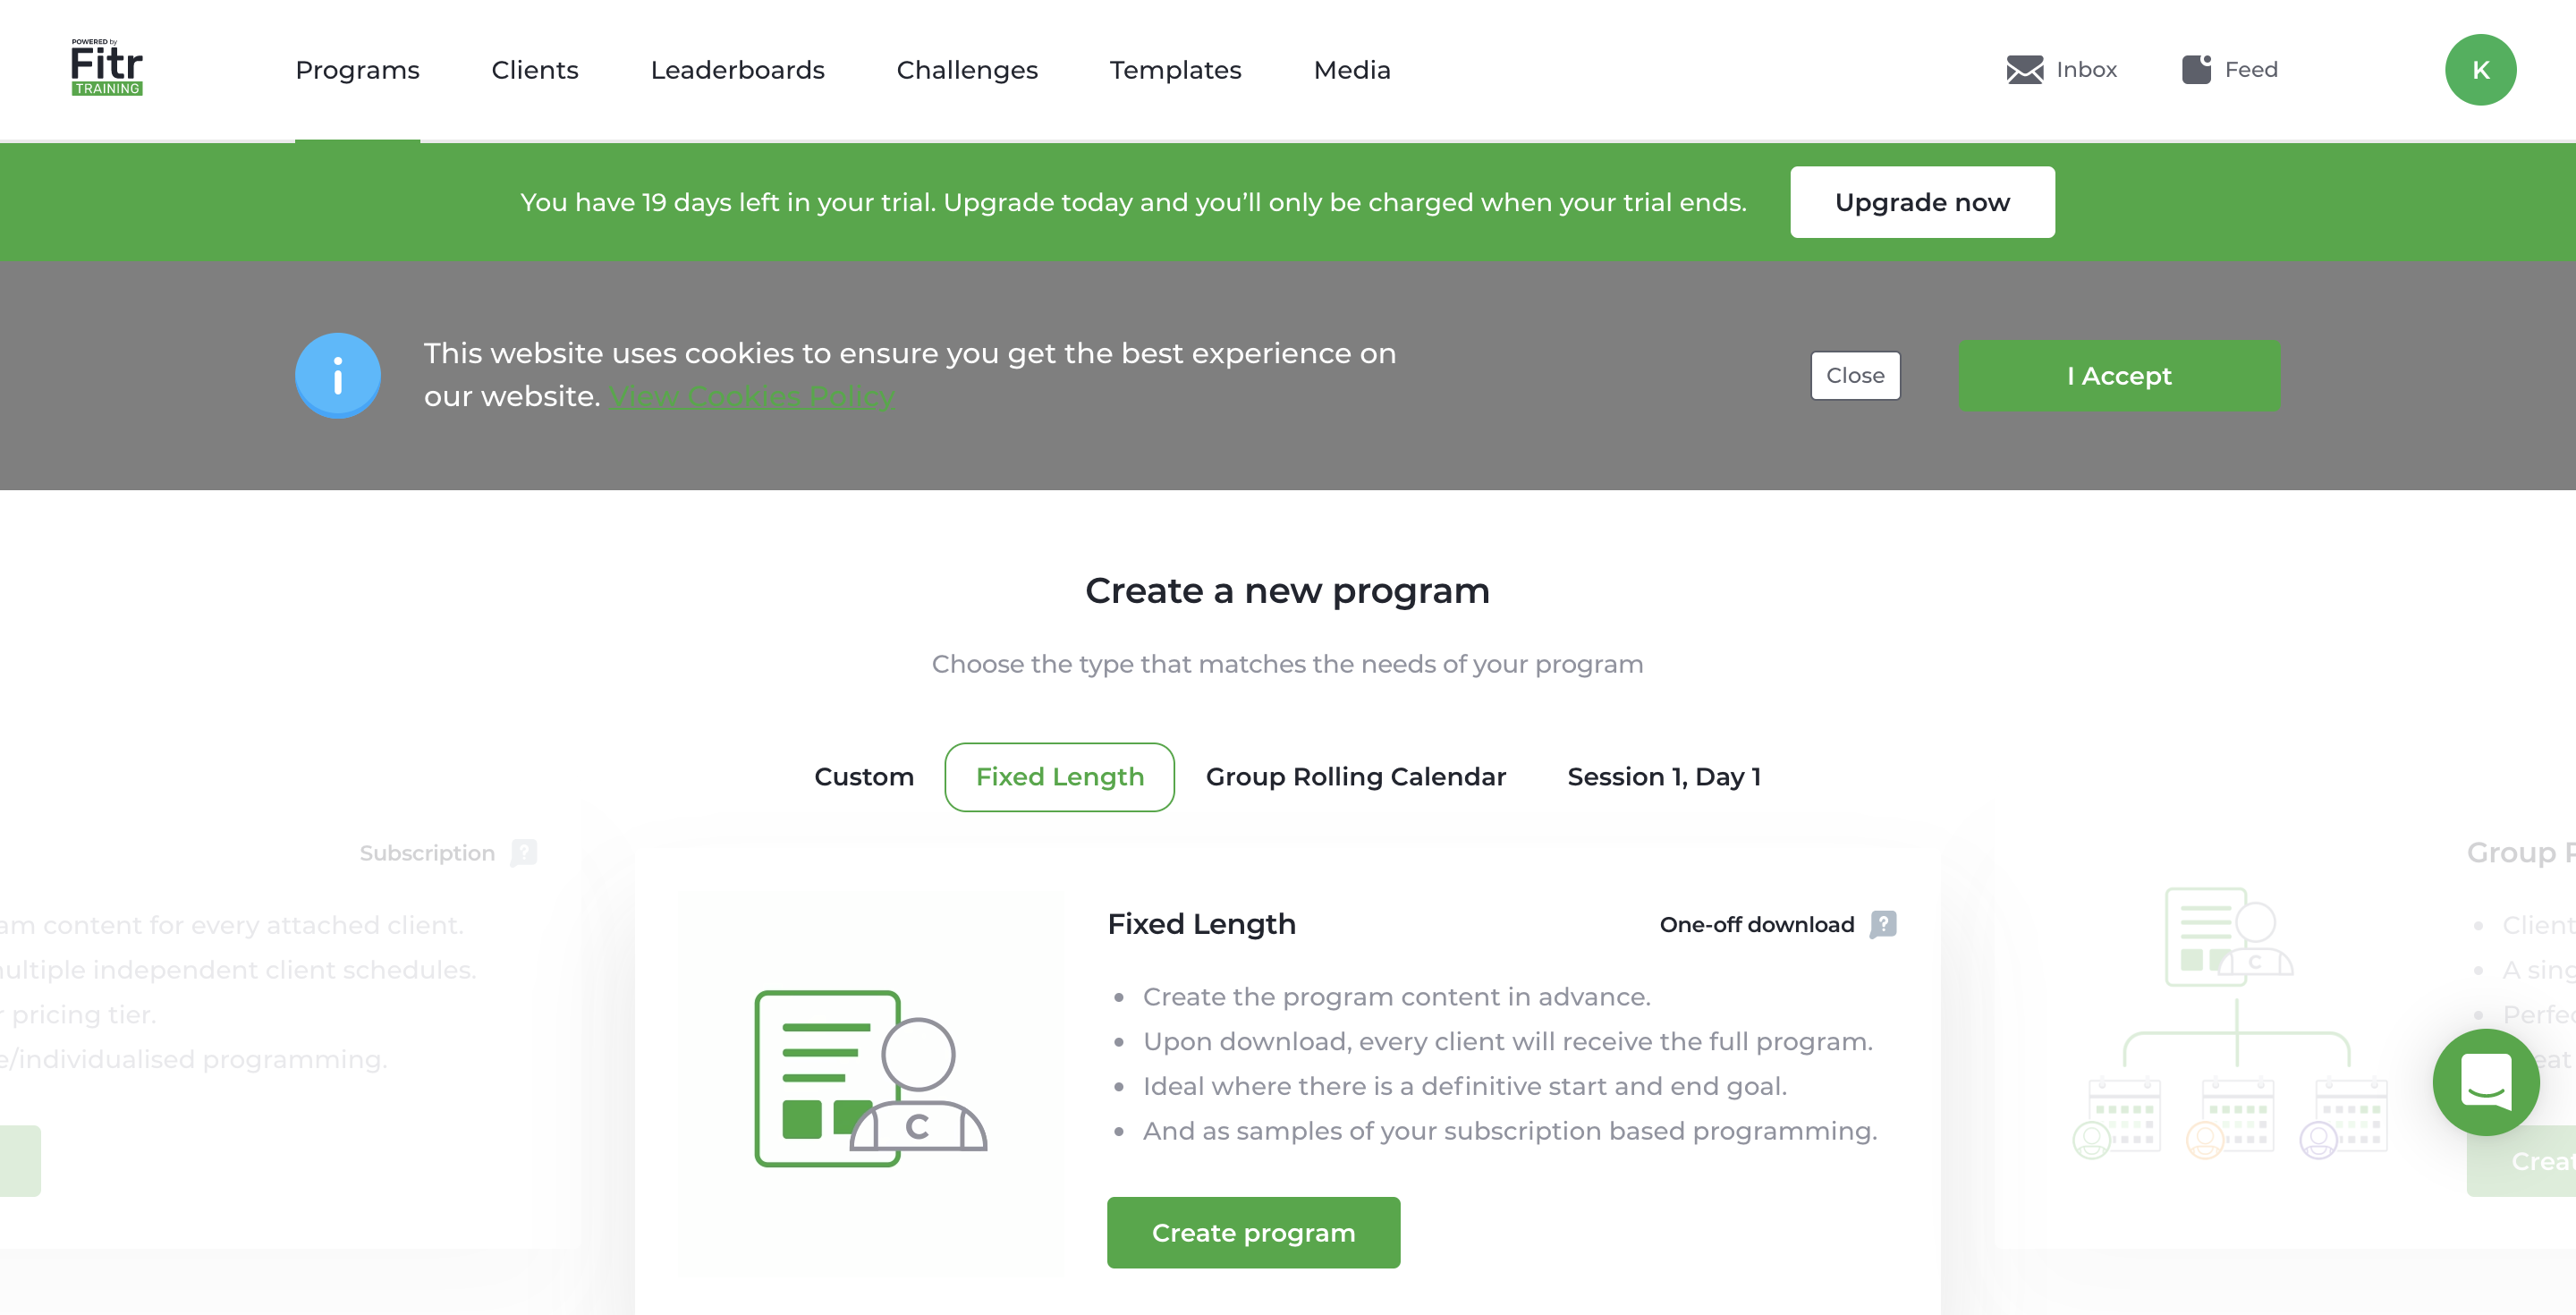 POWERED by
Fitr
TRAINING
Programs
Clients
Leaderboards
Challenges
Templates
Media
Inbox
Feed
K
You have 19 days left in your trial. Upgrade today and you’ll only be charged when your trial ends.
Upgrade now
This website uses cookies to ensure you get the best experience on
our website. View Cookies Policy
Close
I Accept
Create a new program
Choose the type that matches the needs of your program
Custom
Fixed Length
Group Rolling Calendar
Session 1, Day 1
Subscription ?
content for every attached client.
independent client schedules.
pricing tier.
/individualised programming.
Fixed Length
One-off download ?
• Create the program content in advance.
• Upon download, every client will receive the full program.
• Ideal where there is a definitive start and end goal.
• And as samples of your subscription based programming.
C
Create program
Group
• Client
• A
C